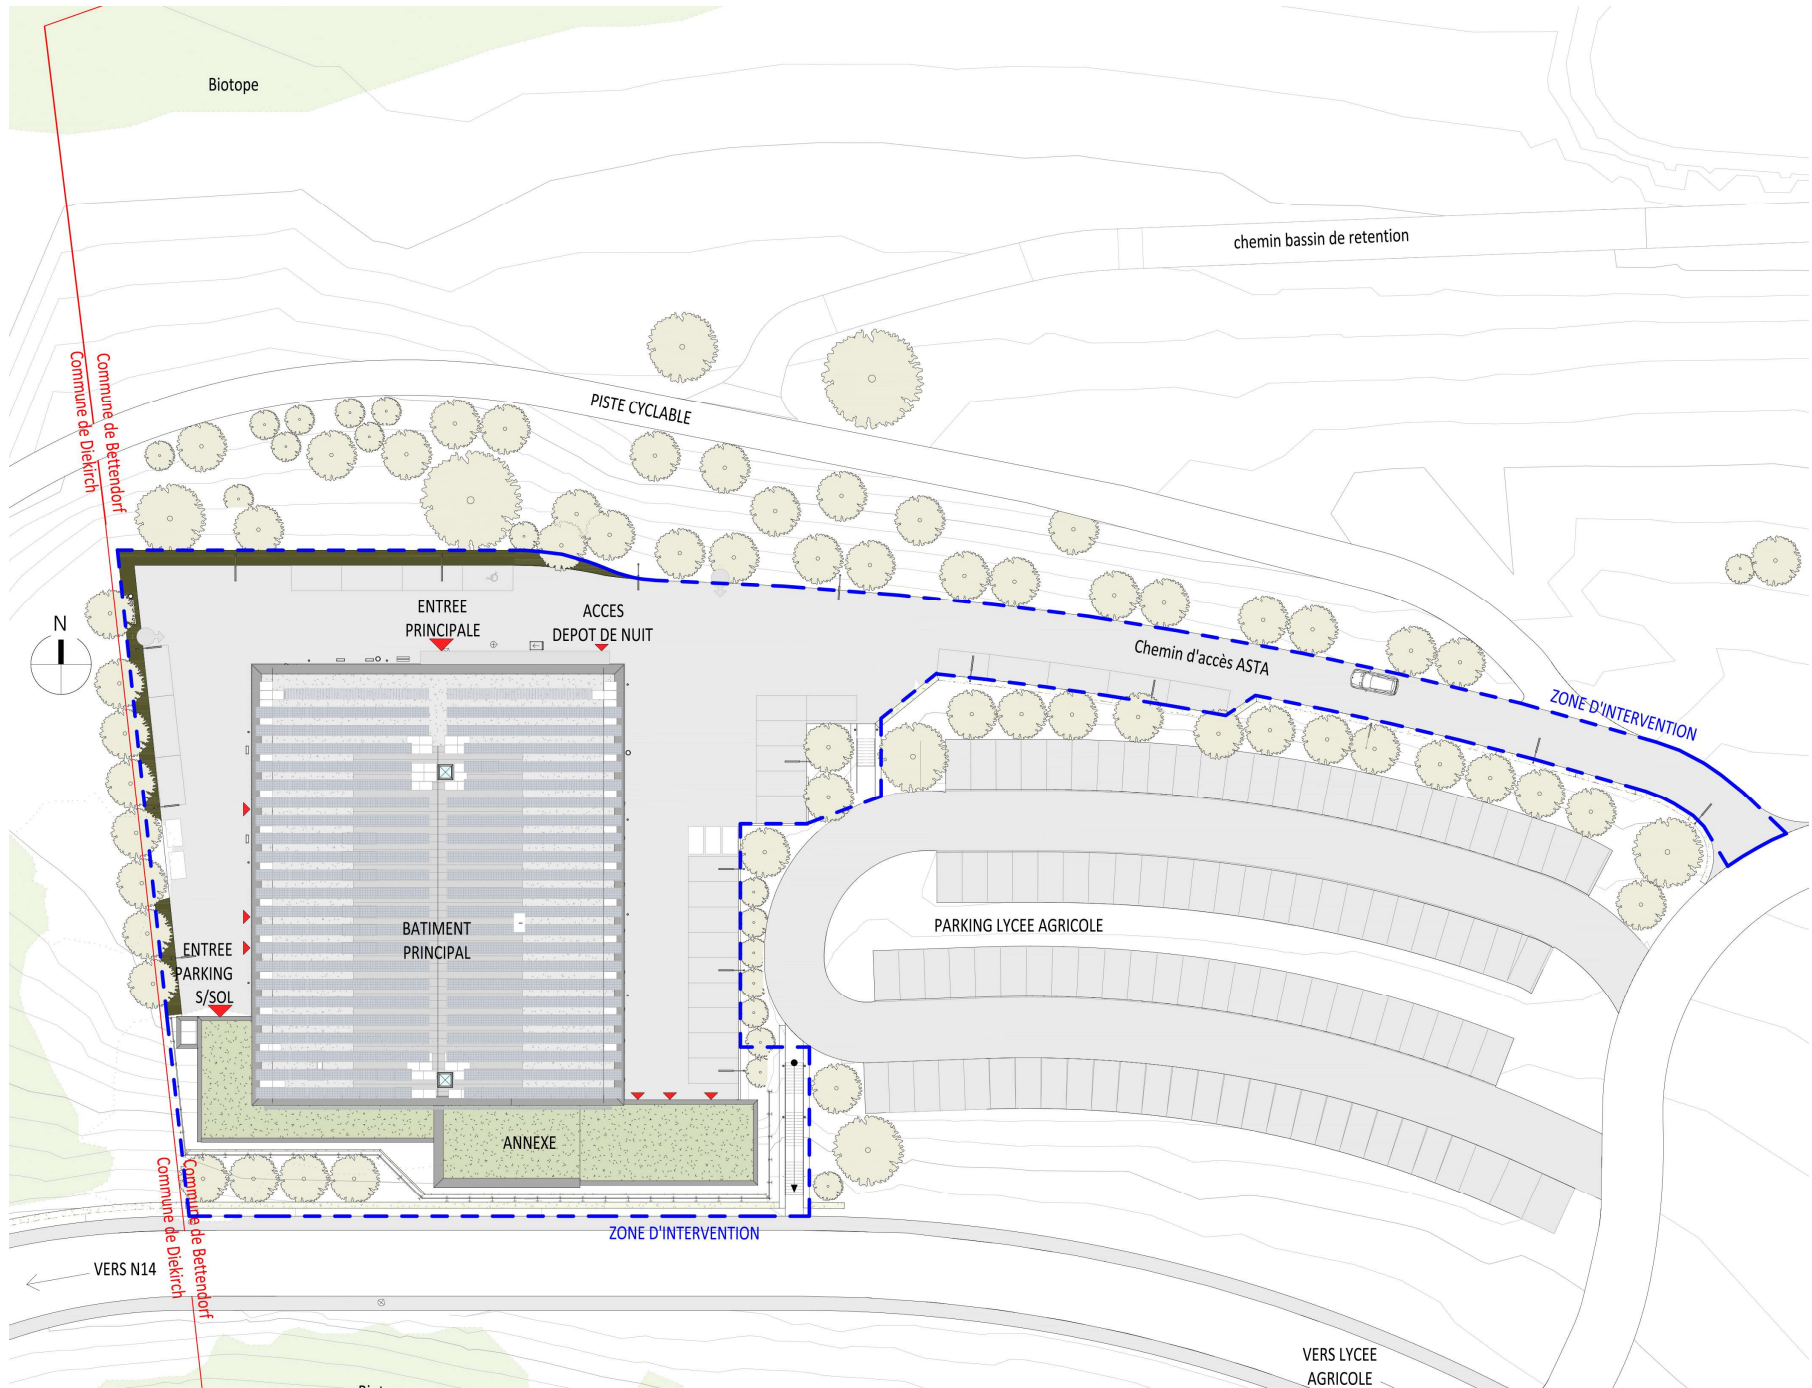 Biotope
chemin bassin de retention
Commune de Bettendorf
Commune de Diekirch
PISTE CYCLABLE
N
ENTREE
PRINCIPALE
ACCES
DEPOT DE NUIT
Chemin d'accès ASTA
ZONE D'INTERVENTION
BATIMENT
PRINCIPAL
PARKING LYCEE AGRICOLE
ENTREE
PARKING
S/SOL
ANNEXE
Commune de Bettendorf
Commune de Diekirch
ZONE D'INTERVENTION
VERS N14
VERS LYCEE
AGRICOLE